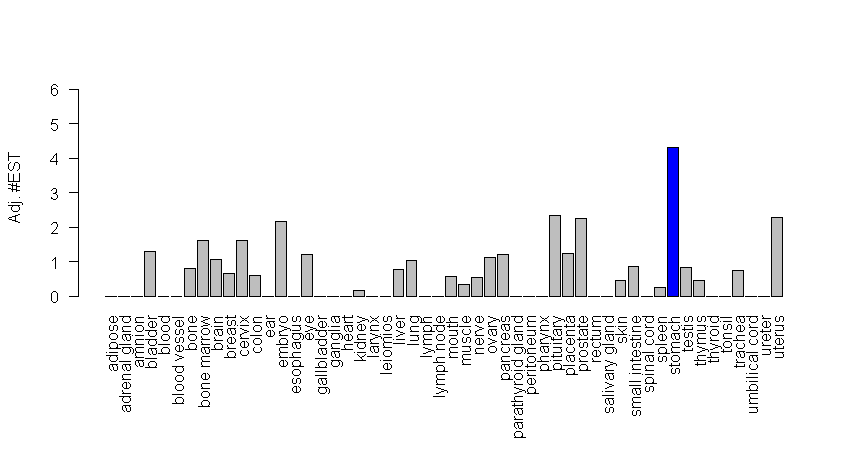 Adj. #EST
6
5
4
3
2
1
0
adipose
adrenal gland
amnion
bladder
blood
blood vessel
bone
bone marrow
brain
breast
cervix
colon
ear
embryo
esophagus
eye
gallbladder
ganglia
heart
kidney
larynx
leiomios
liver
lung
lymph
lymph node
mouth
muscle
nerve
ovary
pancreas
parathyroid gland
peritoneum
pharynx
pituitary
placenta
prostate
rectum
salivary gland
skin
small intestine
spinal cord
spleen
stomach
testis
thymus
thyroid
tonsil
trachea
umbilical cord
ureter
uterus